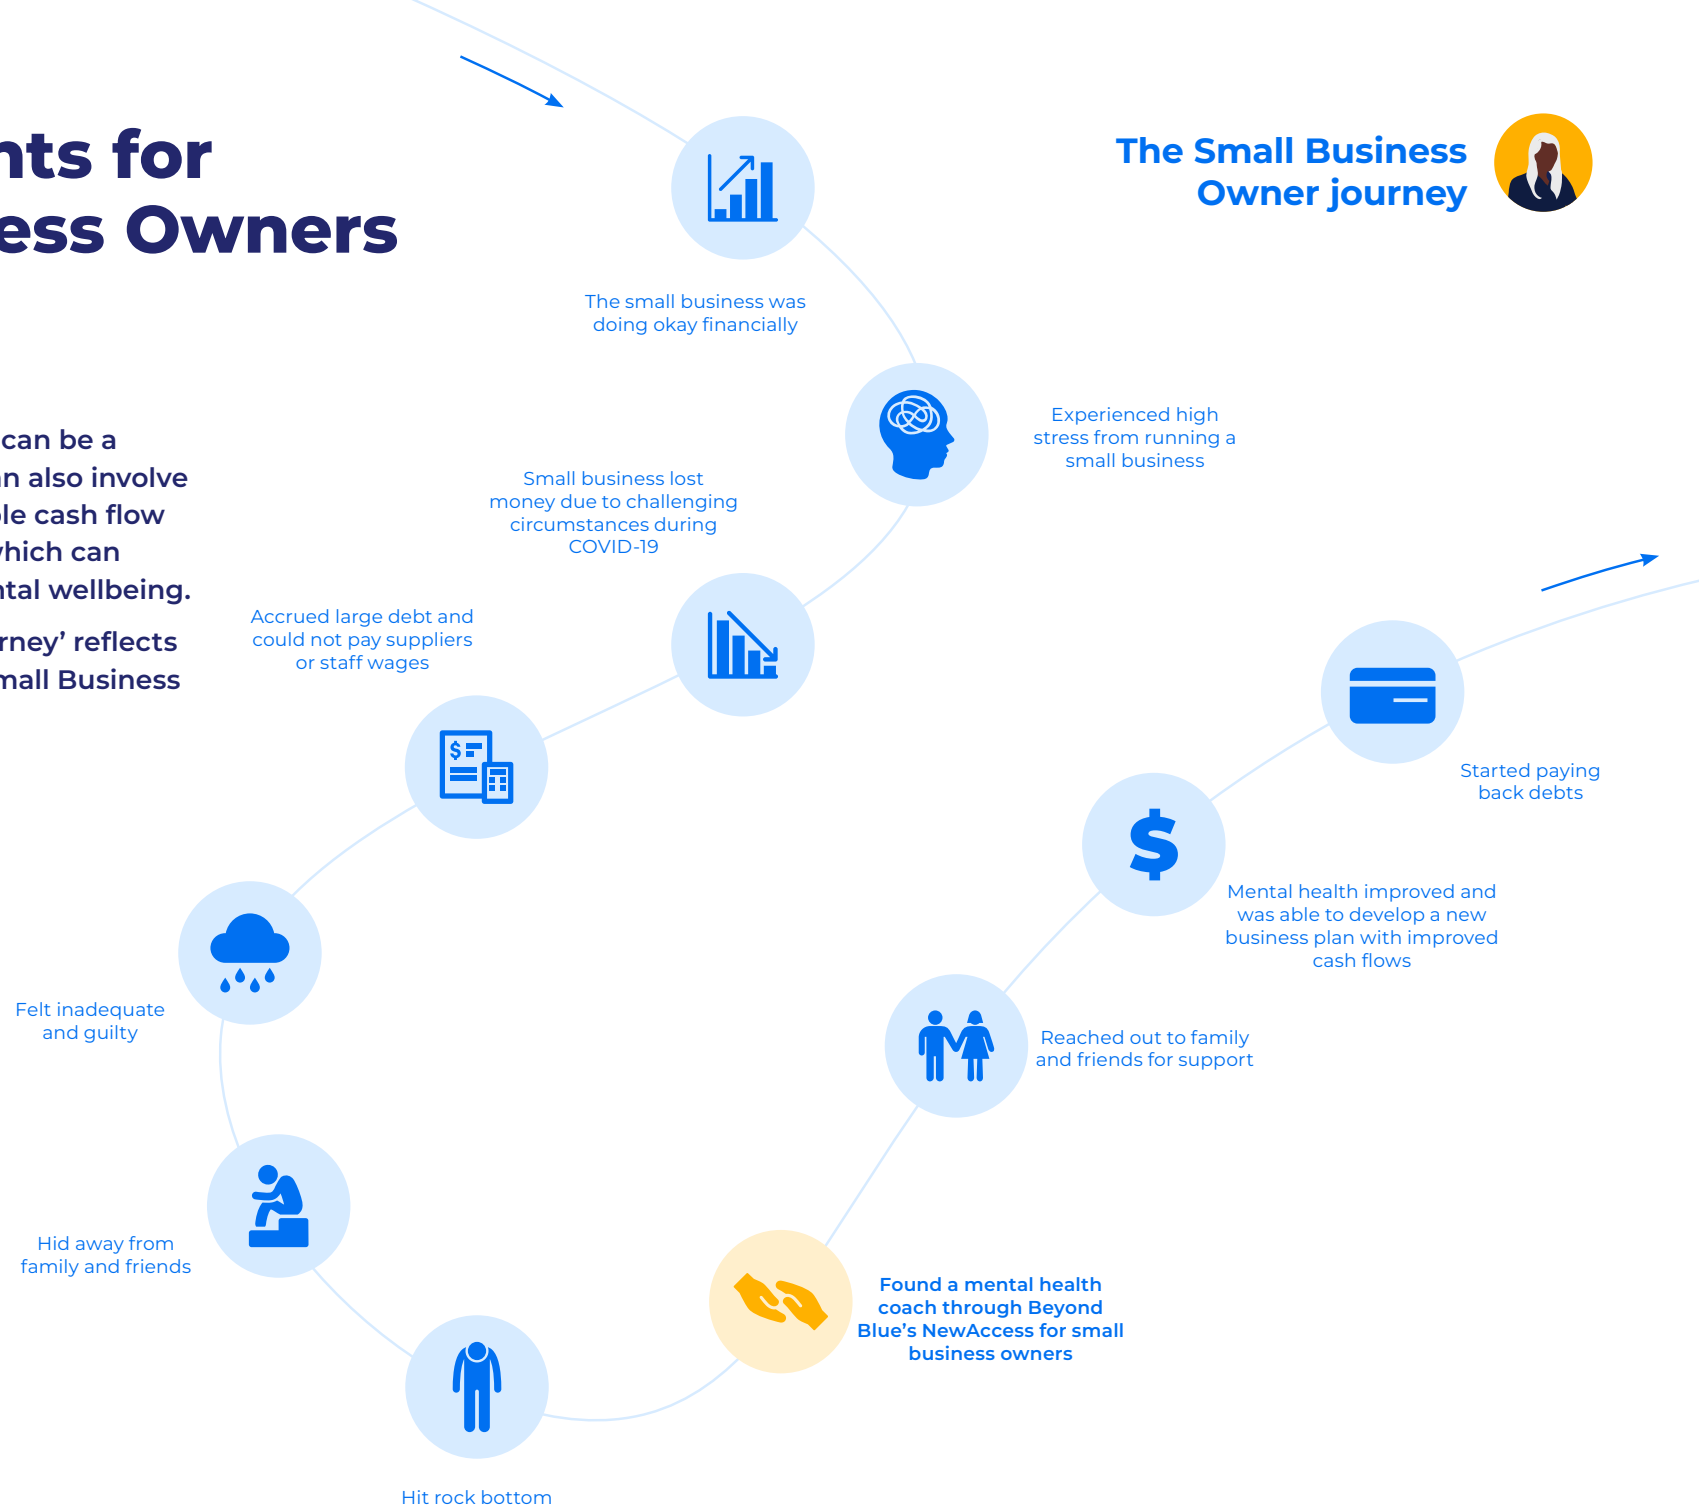 nts for
ess Owners
can be a
n also involve
le cash flow
which can
ntal wellbeing.
rney’ reflects
mall Business
The Small Business
Owner journey
The small business was
doing okay financially
Experienced high
stress from running a
small business
Small business lost
money due to challenging
circumstances during
COVID-19
Accrued large debt and
could not pay suppliers
or staff wages
Felt inadequate
and guilty
Hid away from
family and friends
Hit rock bottom
Found a mental health
coach through Beyond
Blue’s NewAccess for small
business owners
Reached out to family
and friends for support
$
Mental health improved and
was able to develop a new
business plan with improved
cash flows
Started paying
back debts